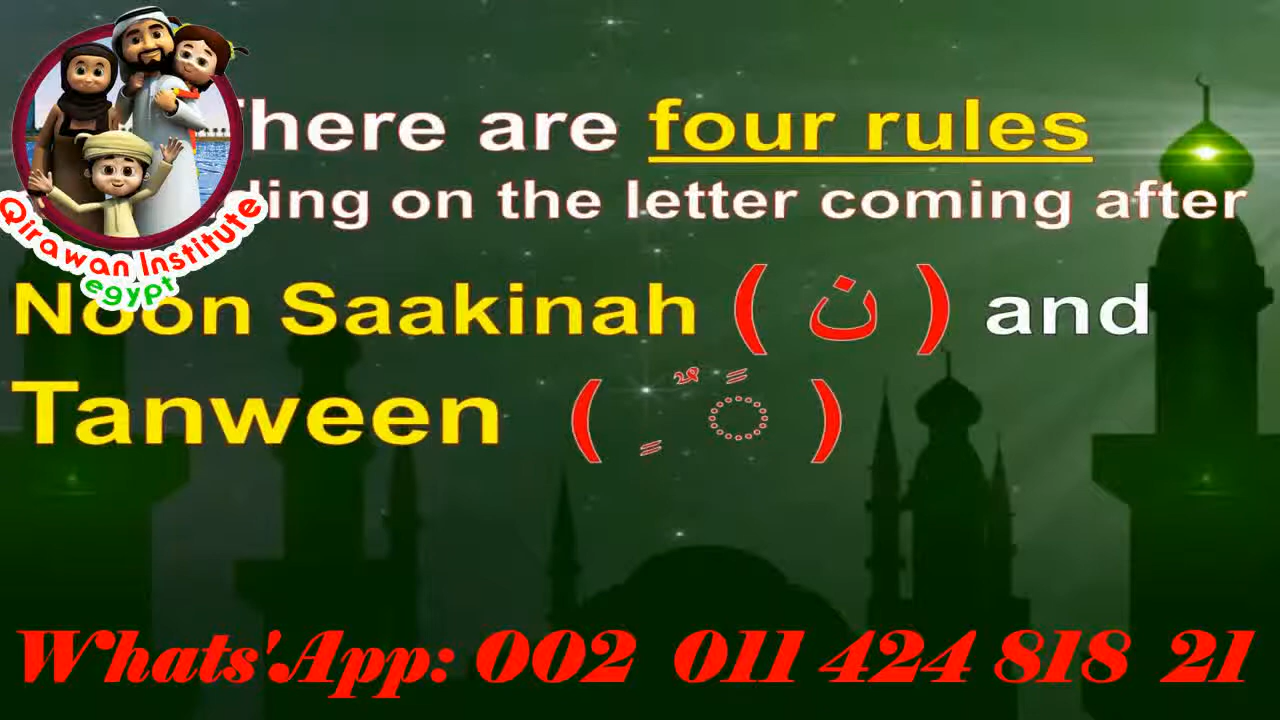 Qirawan Institute
egypt
here are four rules
ding on the letter coming after
Noon Saakinah ( ن ) and
Tanween ( ٍ ٌ ً )
Whats'App: 002 011 424 818 21